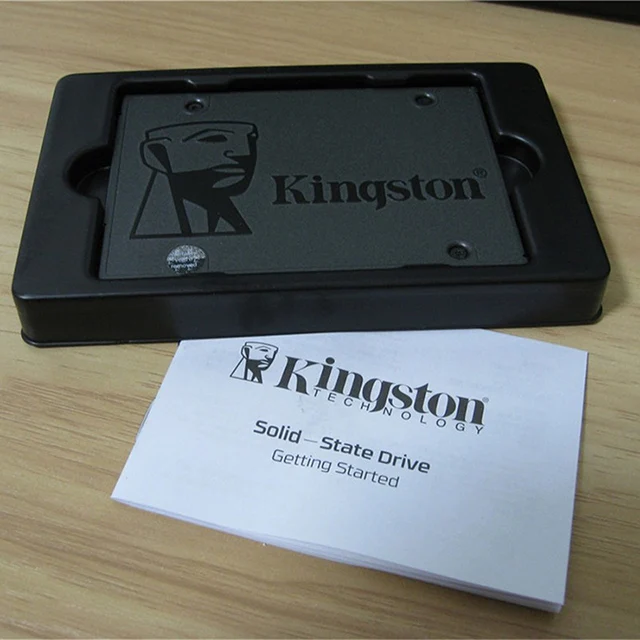 Kingston®
Kingston®
TECHNOLOGY
Solid – State Drive
Getting Started